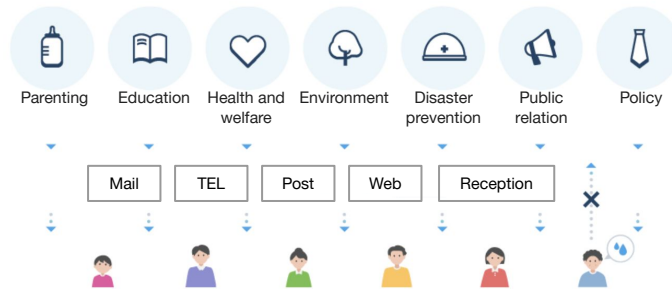 Parenting
Education
Health and
welfare
Environment
Disaster
prevention
Public
relation
Policy
Mail
TEL
Post
Web
Reception